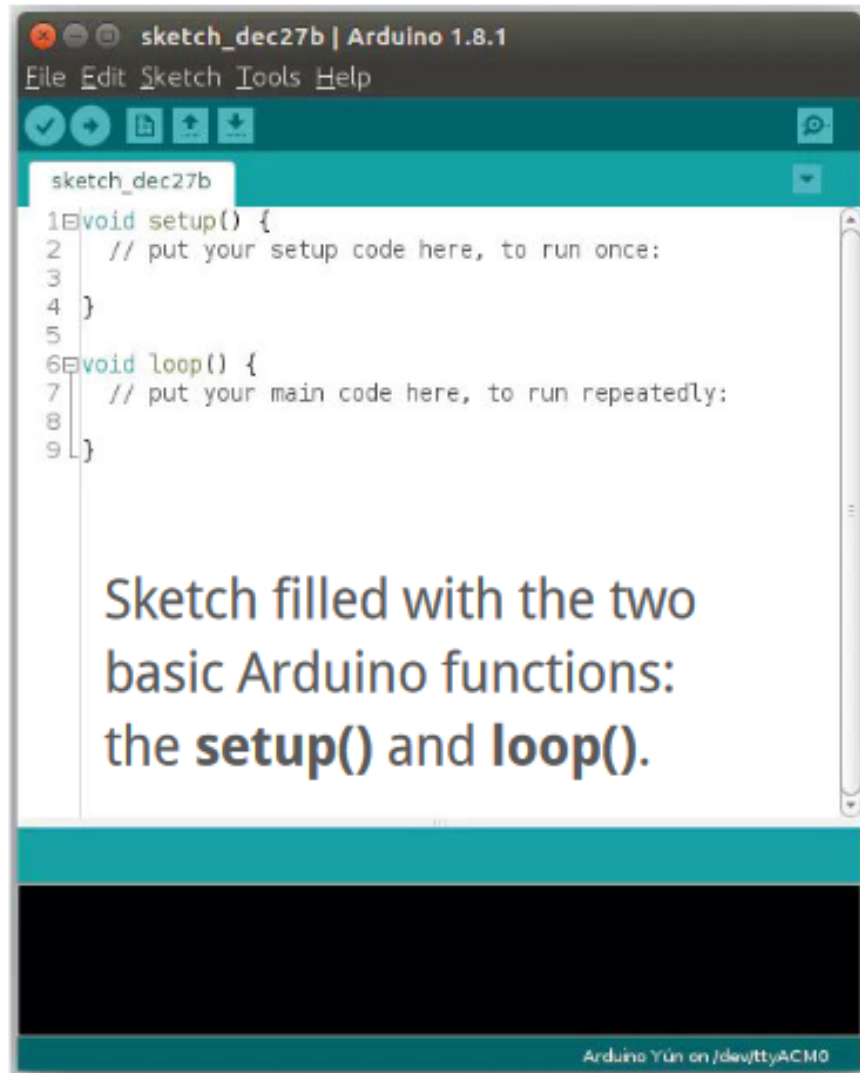 sketch_dec27b | Arduino 1.8.1
File Edit Sketch Tools Help
sketch_dec27b
1 void setup() {
2 // put your setup code here, to run once:
3
4 }
5
6 void loop() {
7 // put your main code here, to run repeatedly:
8
9 }
Sketch filled with the two
basic Arduino functions:
the setup() and loop().
Arduino Yún on /dev/ttyACM0